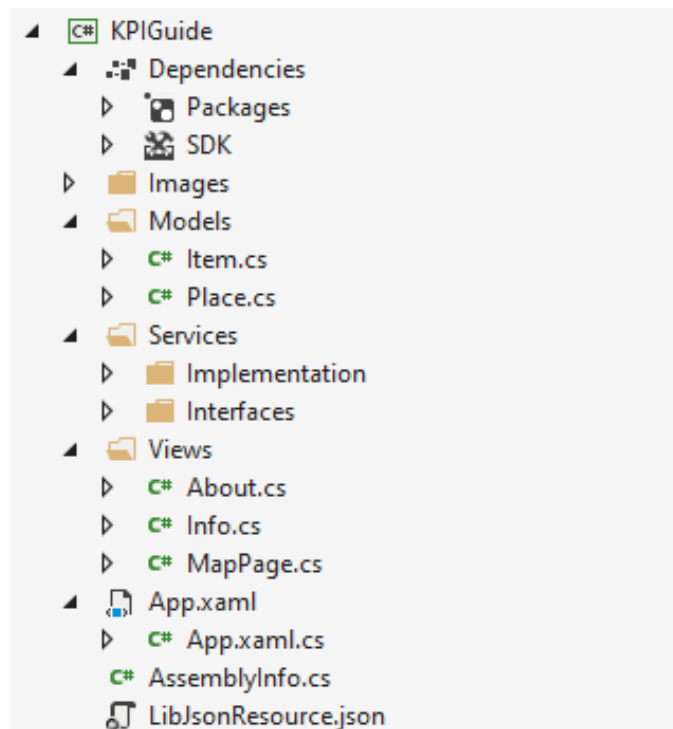 C# KPIGuide
Dependencies
Packages
SDK
Images
Models
C# Item.cs
C# Place.cs
Services
Implementation
Interfaces
Views
C# About.cs
C# Info.cs
C# MapPage.cs
App.xaml
C# App.xaml.cs
C# AssemblyInfo.cs
LibJsonResource.json